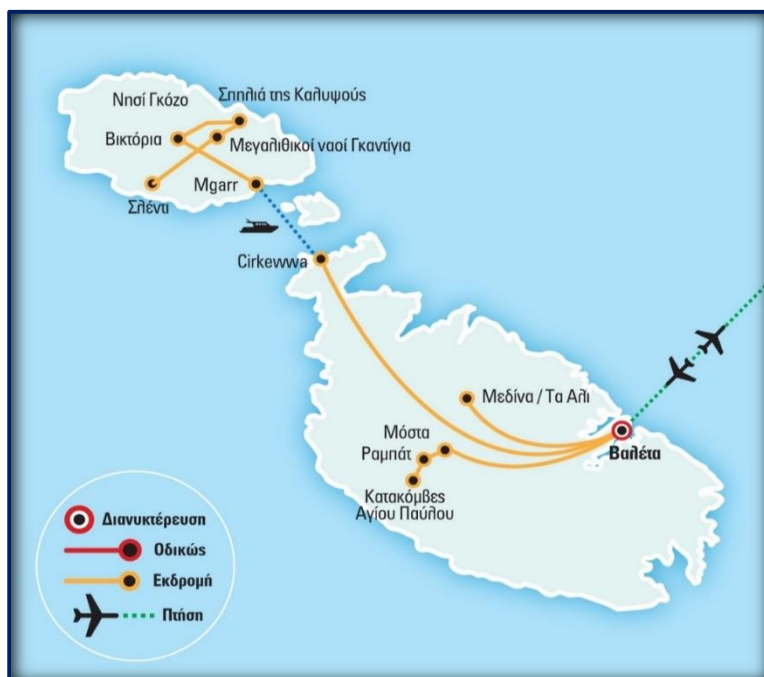 Νησί Γκόζο
Σπηλιά της Καλυψούς
Βικτόρια
Μεγαλιθικοί ναοί Γκαντίγια
Mgarr
Σλέντι
Cirkewwa
Μεδίνα / Τα Αλι
Μόστα
Ραμπάτ
Βαλέτα
Κατακόμβες
Αγίου Παύλου
Διανυκτέρευση
Οδικώς
Εκδρομή
Πτήση